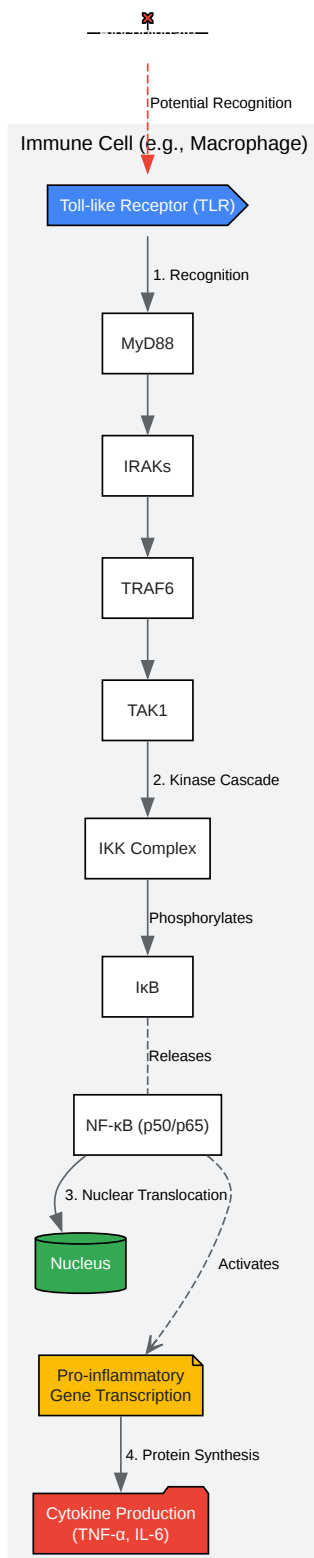 Potential Recognition
Immune Cell (e.g., Macrophage)
Toll-like Receptor (TLR)
1. Recognition
MyD88
IRAKs
TRAF6
TAK1
2. Kinase Cascade
IKK Complex
Phosphorylates
IκB
Releases
NF-κB (p50/p65)
3. Nuclear Translocation
Nucleus
Activates
Pro-inflammatory
Gene Transcription
4. Protein Synthesis
Cytokine Production
(TNF-α, IL-6)